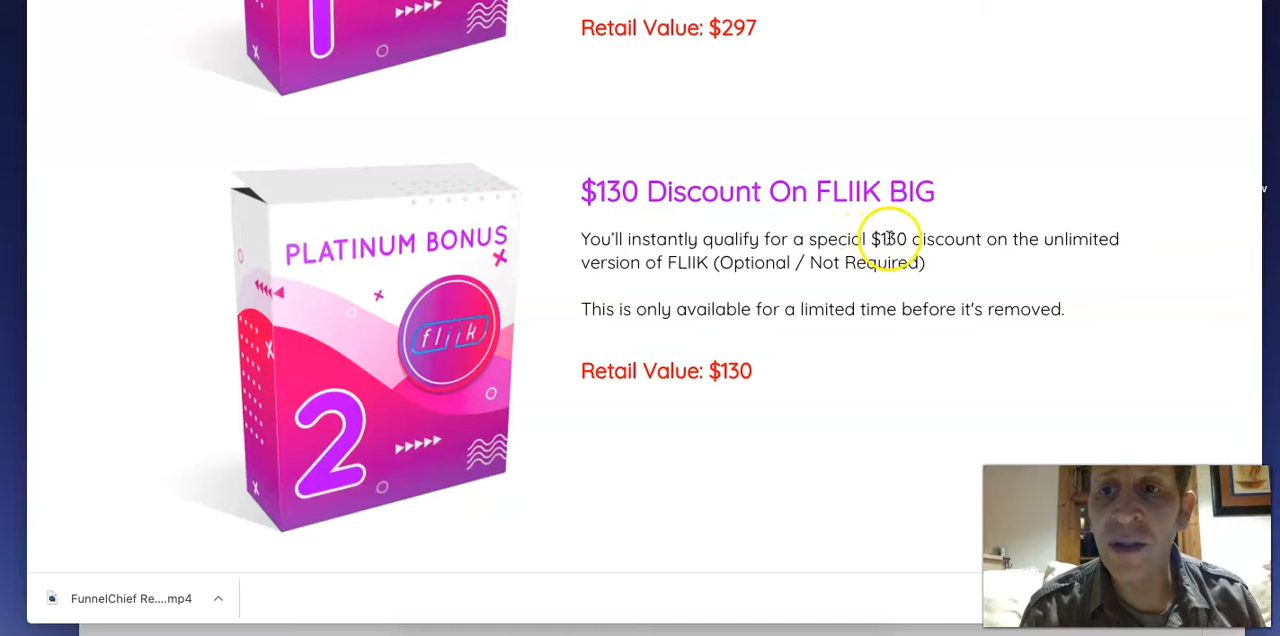 1
Retail Value: $297
PLATINUM BONUS
fliik
2
$130 Discount On FLIIK BIG
You'll instantly qualify for a special $130 discount on the unlimited
version of FLIIK (Optional / Not Required)
This is only available for a limited time before it's removed.
Retail Value: $130
FunnelChief Re....mp4